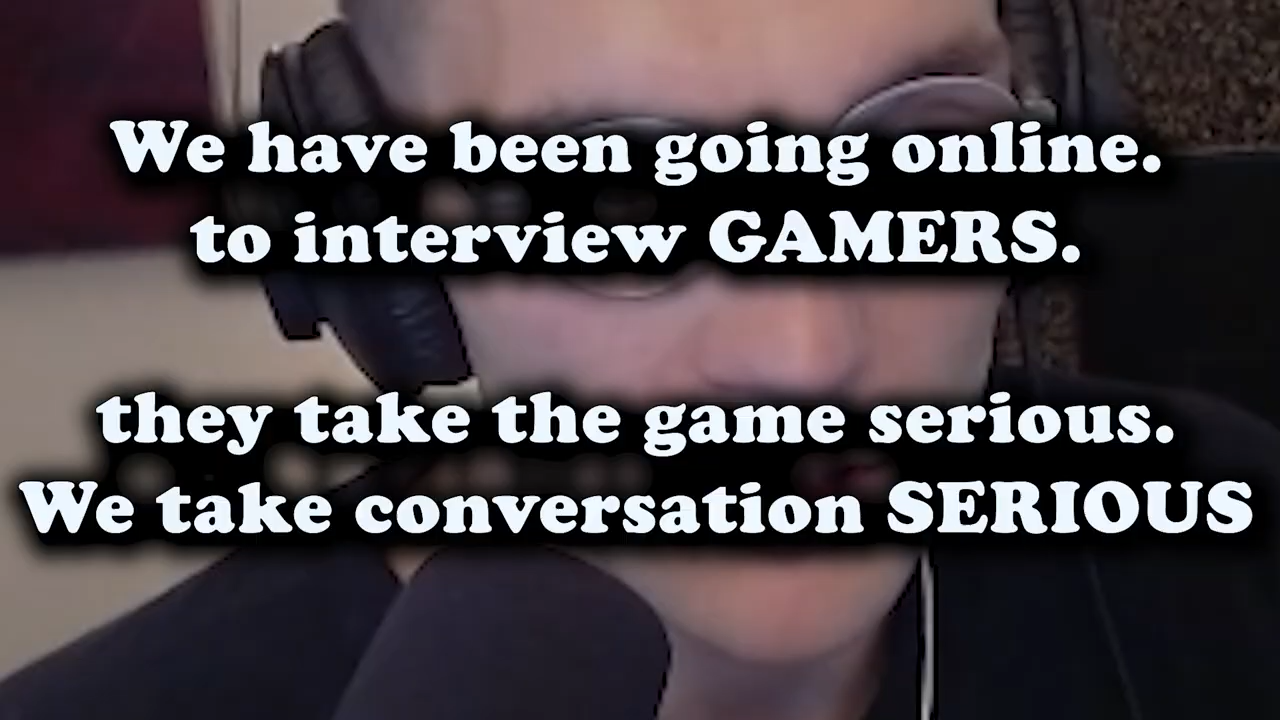 We have been going online.
to interview GAMERS.
they take the game serious.
We take conversation SERIOUS